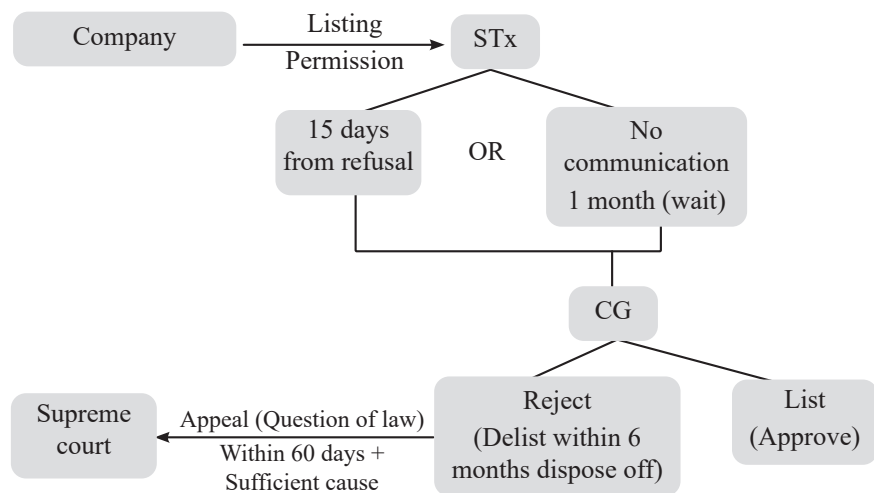 Company
Listing
Permission
STx
15 days
from refusal
OR
No
communication
1 month (wait)
CG
Reject
(Delist within 6
months dispose off)
List
(Approve)
Appeal (Question of law)
Within 60 days +
Sufficient cause
Supreme
court